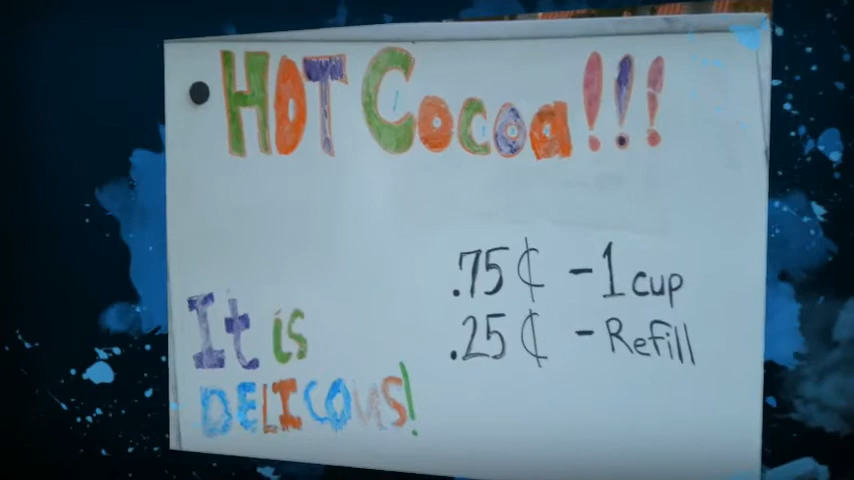 HOT Cocoa!!!
.75¢ - 1 cup
.25¢ - Refill
It is
DELICOUS!